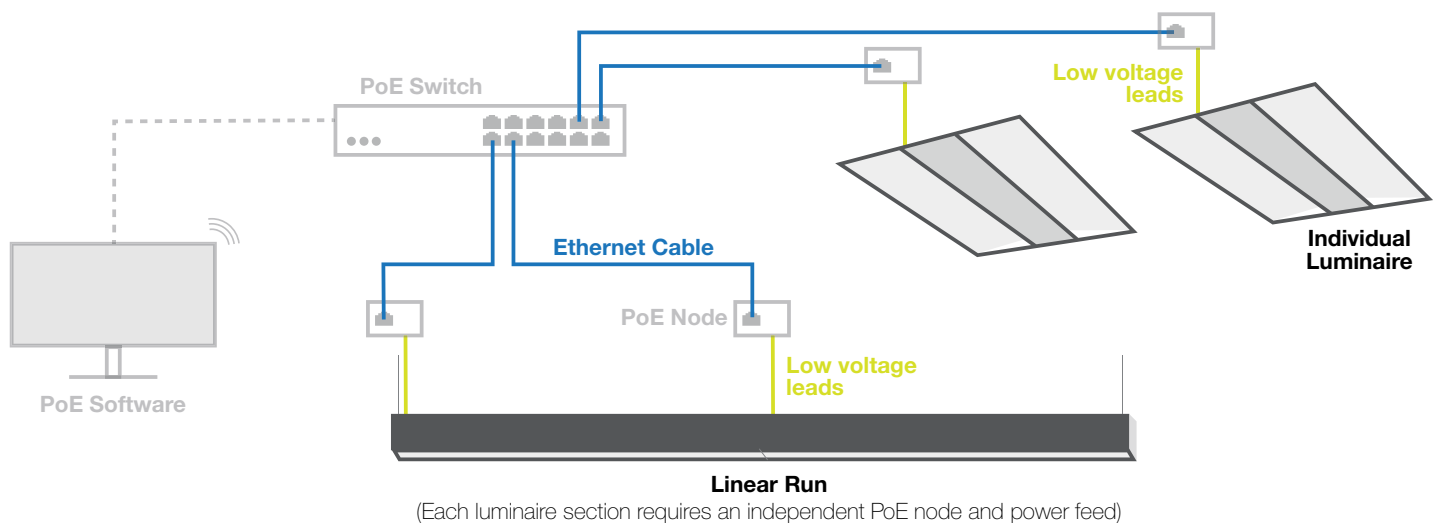 PoE Switch
Low voltage
leads
Ethernet Cable
Individual
Luminaire
PoE Node
Low voltage
leads
PoE Software
Linear Run
(Each luminaire section requires an independent PoE node and power feed)